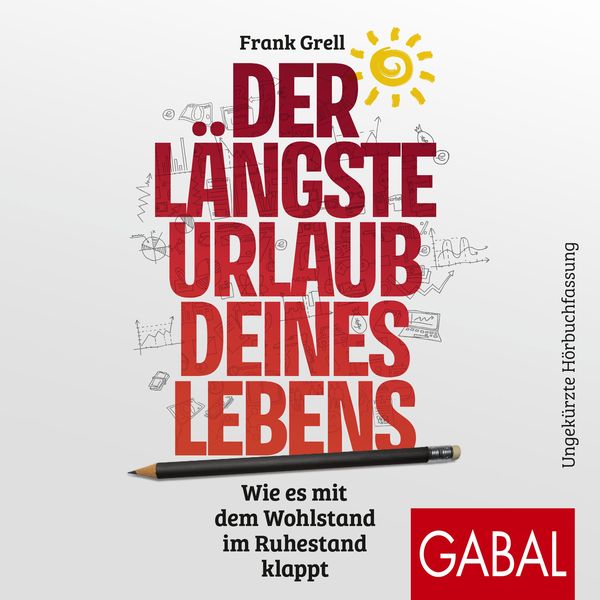 Frank Grell
DER
LÄNGSTE
URLAUB
DEINES
LEBENS
Wie es mit
dem Wohlstand
im Ruhestand
klappt
Ungekürzte Hörbuchfassung
GABAL